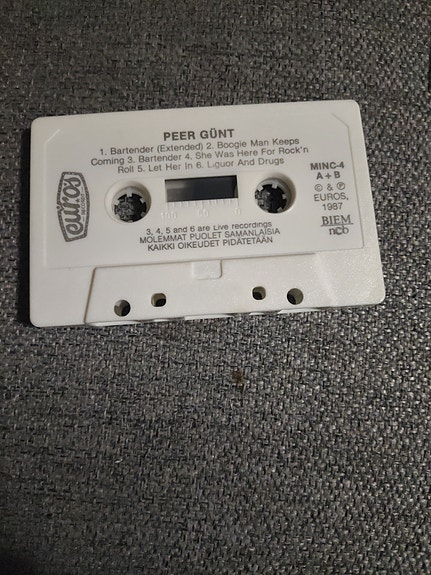 PEER GÜNT
1. Bartender (Extended) 2. Boogie Man Keeps
Coming 3. Bartender 4. She Was Here For Rock'n
Roll 5. Let Her In 6. Liquor And Drugs
euros
MINC-4
A + B
© & ℗
EUROS,
1987
BIEM
ncb
100 50
3, 4, 5 and 6 are Live recordings
MOLEMMAT PUOLET SAMANLAISIA
KAIKKI OIKEUDET PIDÄTETÄÄN